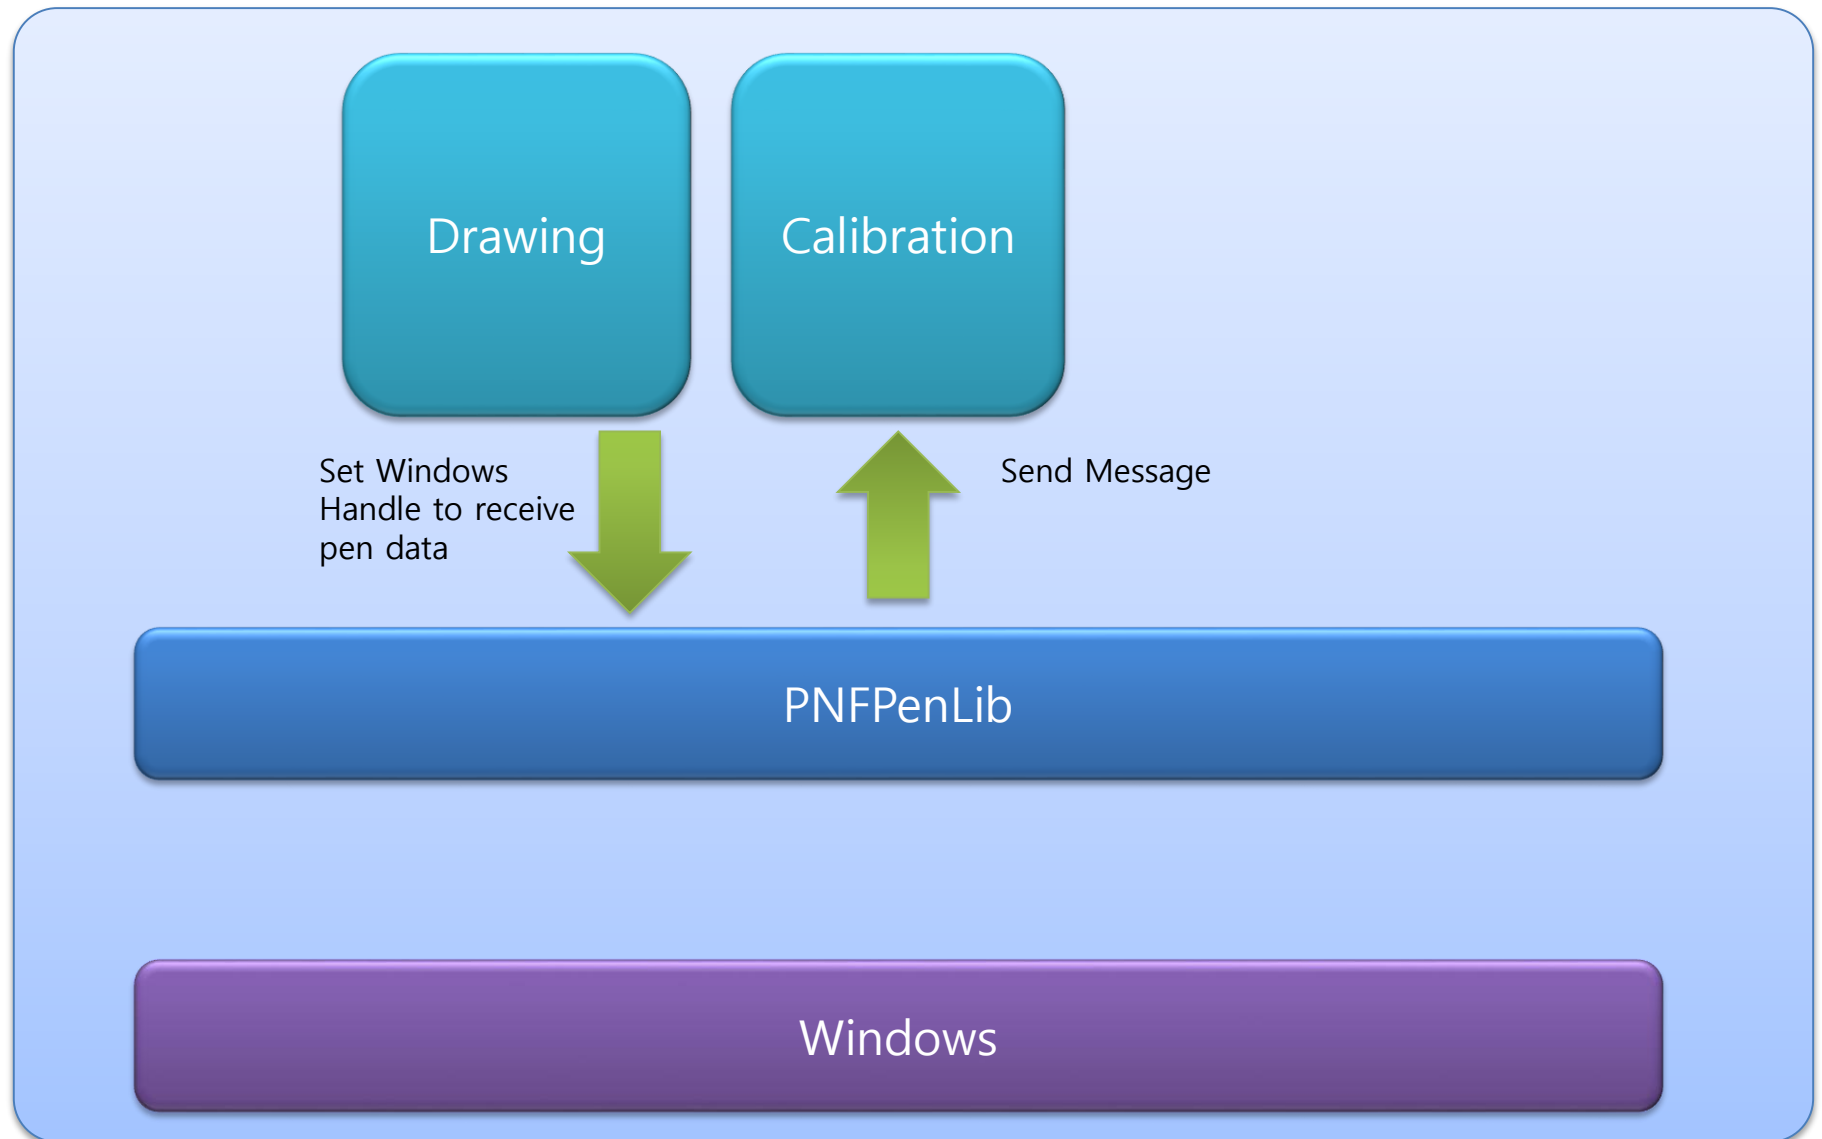 Drawing
Calibration
Set Windows
Handle to receive
pen data
Send Message
PNFPenLib
Windows